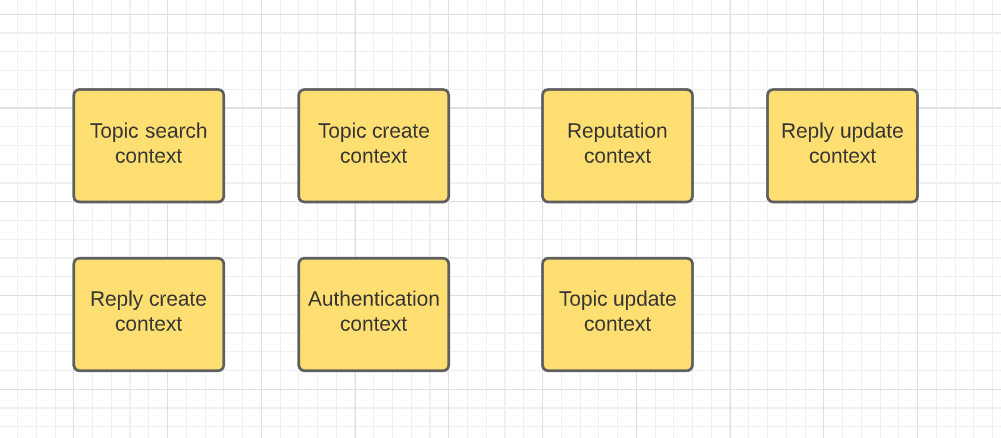 Topic search
context
Topic create
context
Reputation
context
Reply update
context
Reply create
context
Authentication
context
Topic update
context